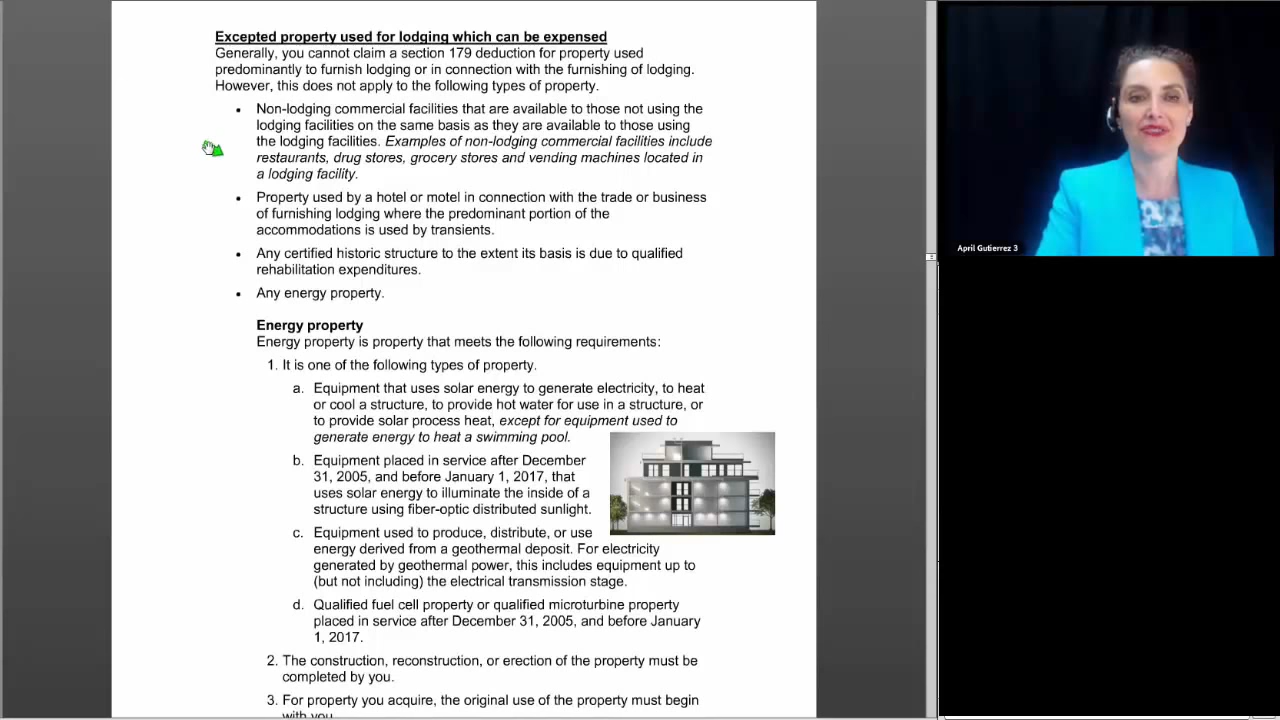 Excepted property used for lodging which can be expensed
Generally, you cannot claim a section 179 deduction for property used
predominantly to furnish lodging or in connection with the furnishing of lodging.
However, this does not apply to the following types of property.
• Non-lodging commercial facilities that are available to those not using the
lodging facilities on the same basis as they are available to those using
the lodging facilities. Examples of non-lodging commercial facilities include
restaurants, drug stores, grocery stores and vending machines located in
a lodging facility.
• Property used by a hotel or motel in connection with the trade or business
of furnishing lodging where the predominant portion of the
accommodations is used by transients.
• Any certified historic structure to the extent its basis is due to qualified
rehabilitation expenditures.
• Any energy property.
Energy property
Energy property is property that meets the following requirements:
1. It is one of the following types of property.
a. Equipment that uses solar energy to generate electricity, to heat
or cool a structure, to provide hot water for use in a structure, or
to provide solar process heat, except for equipment used to
generate energy to heat a swimming pool.
b. Equipment placed in service after December
31, 2005, and before January 1, 2017, that
uses solar energy to illuminate the inside of a
structure using fiber-optic distributed sunlight.
c. Equipment used to produce, distribute, or use
energy derived from a geothermal deposit. For electricity
generated by geothermal power, this includes equipment up to
(but not including) the electrical transmission stage.
d. Qualified fuel cell property or qualified microturbine property
placed in service after December 31, 2005, and before January
1, 2017.
2. The construction, reconstruction, or erection of the property must be
completed by you.
3. For property you acquire, the original use of the property must begin
with you
April Gutierrez 3